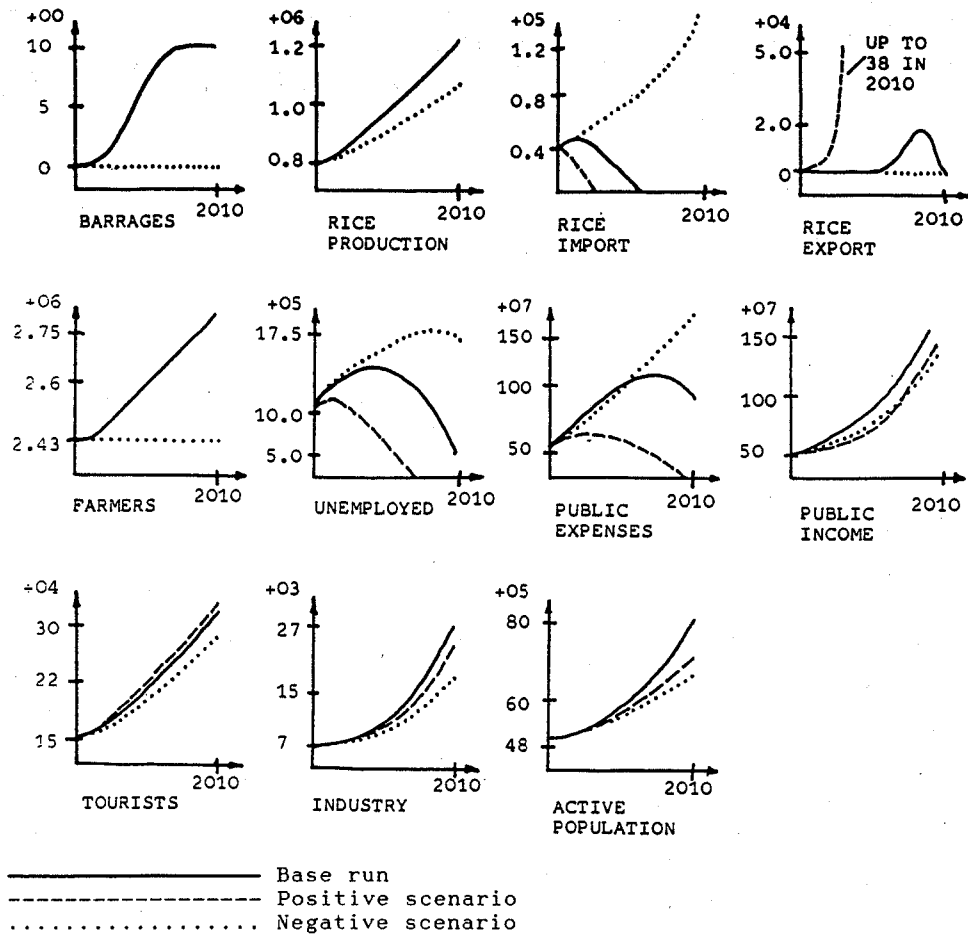 +00
10
5
0
2010
BARRAGES
+06
1.2
1.0
0.8
2010
RICE
PRODUCTION
+05
1.2
0.8
0.4
2010
RICE
IMPORT
+04
5.0
2.0
0
UP TO
38 IN
2010
2010
RICE
EXPORT
+06
2.75
2.6
2.43
2010
FARMERS
+05
17.5
10.0
5.0
2010
UNEMPLOYED
+07
150
100
50
2010
PUBLIC
EXPENSES
+07
150
100
50
2010
PUBLIC
INCOME
+04
30
22
15
2010
TOURISTS
+03
27
15
7
2010
INDUSTRY
+05
80
60
48
2010
ACTIVE
POPULATION
Base run
Positive scenario
Negative scenario